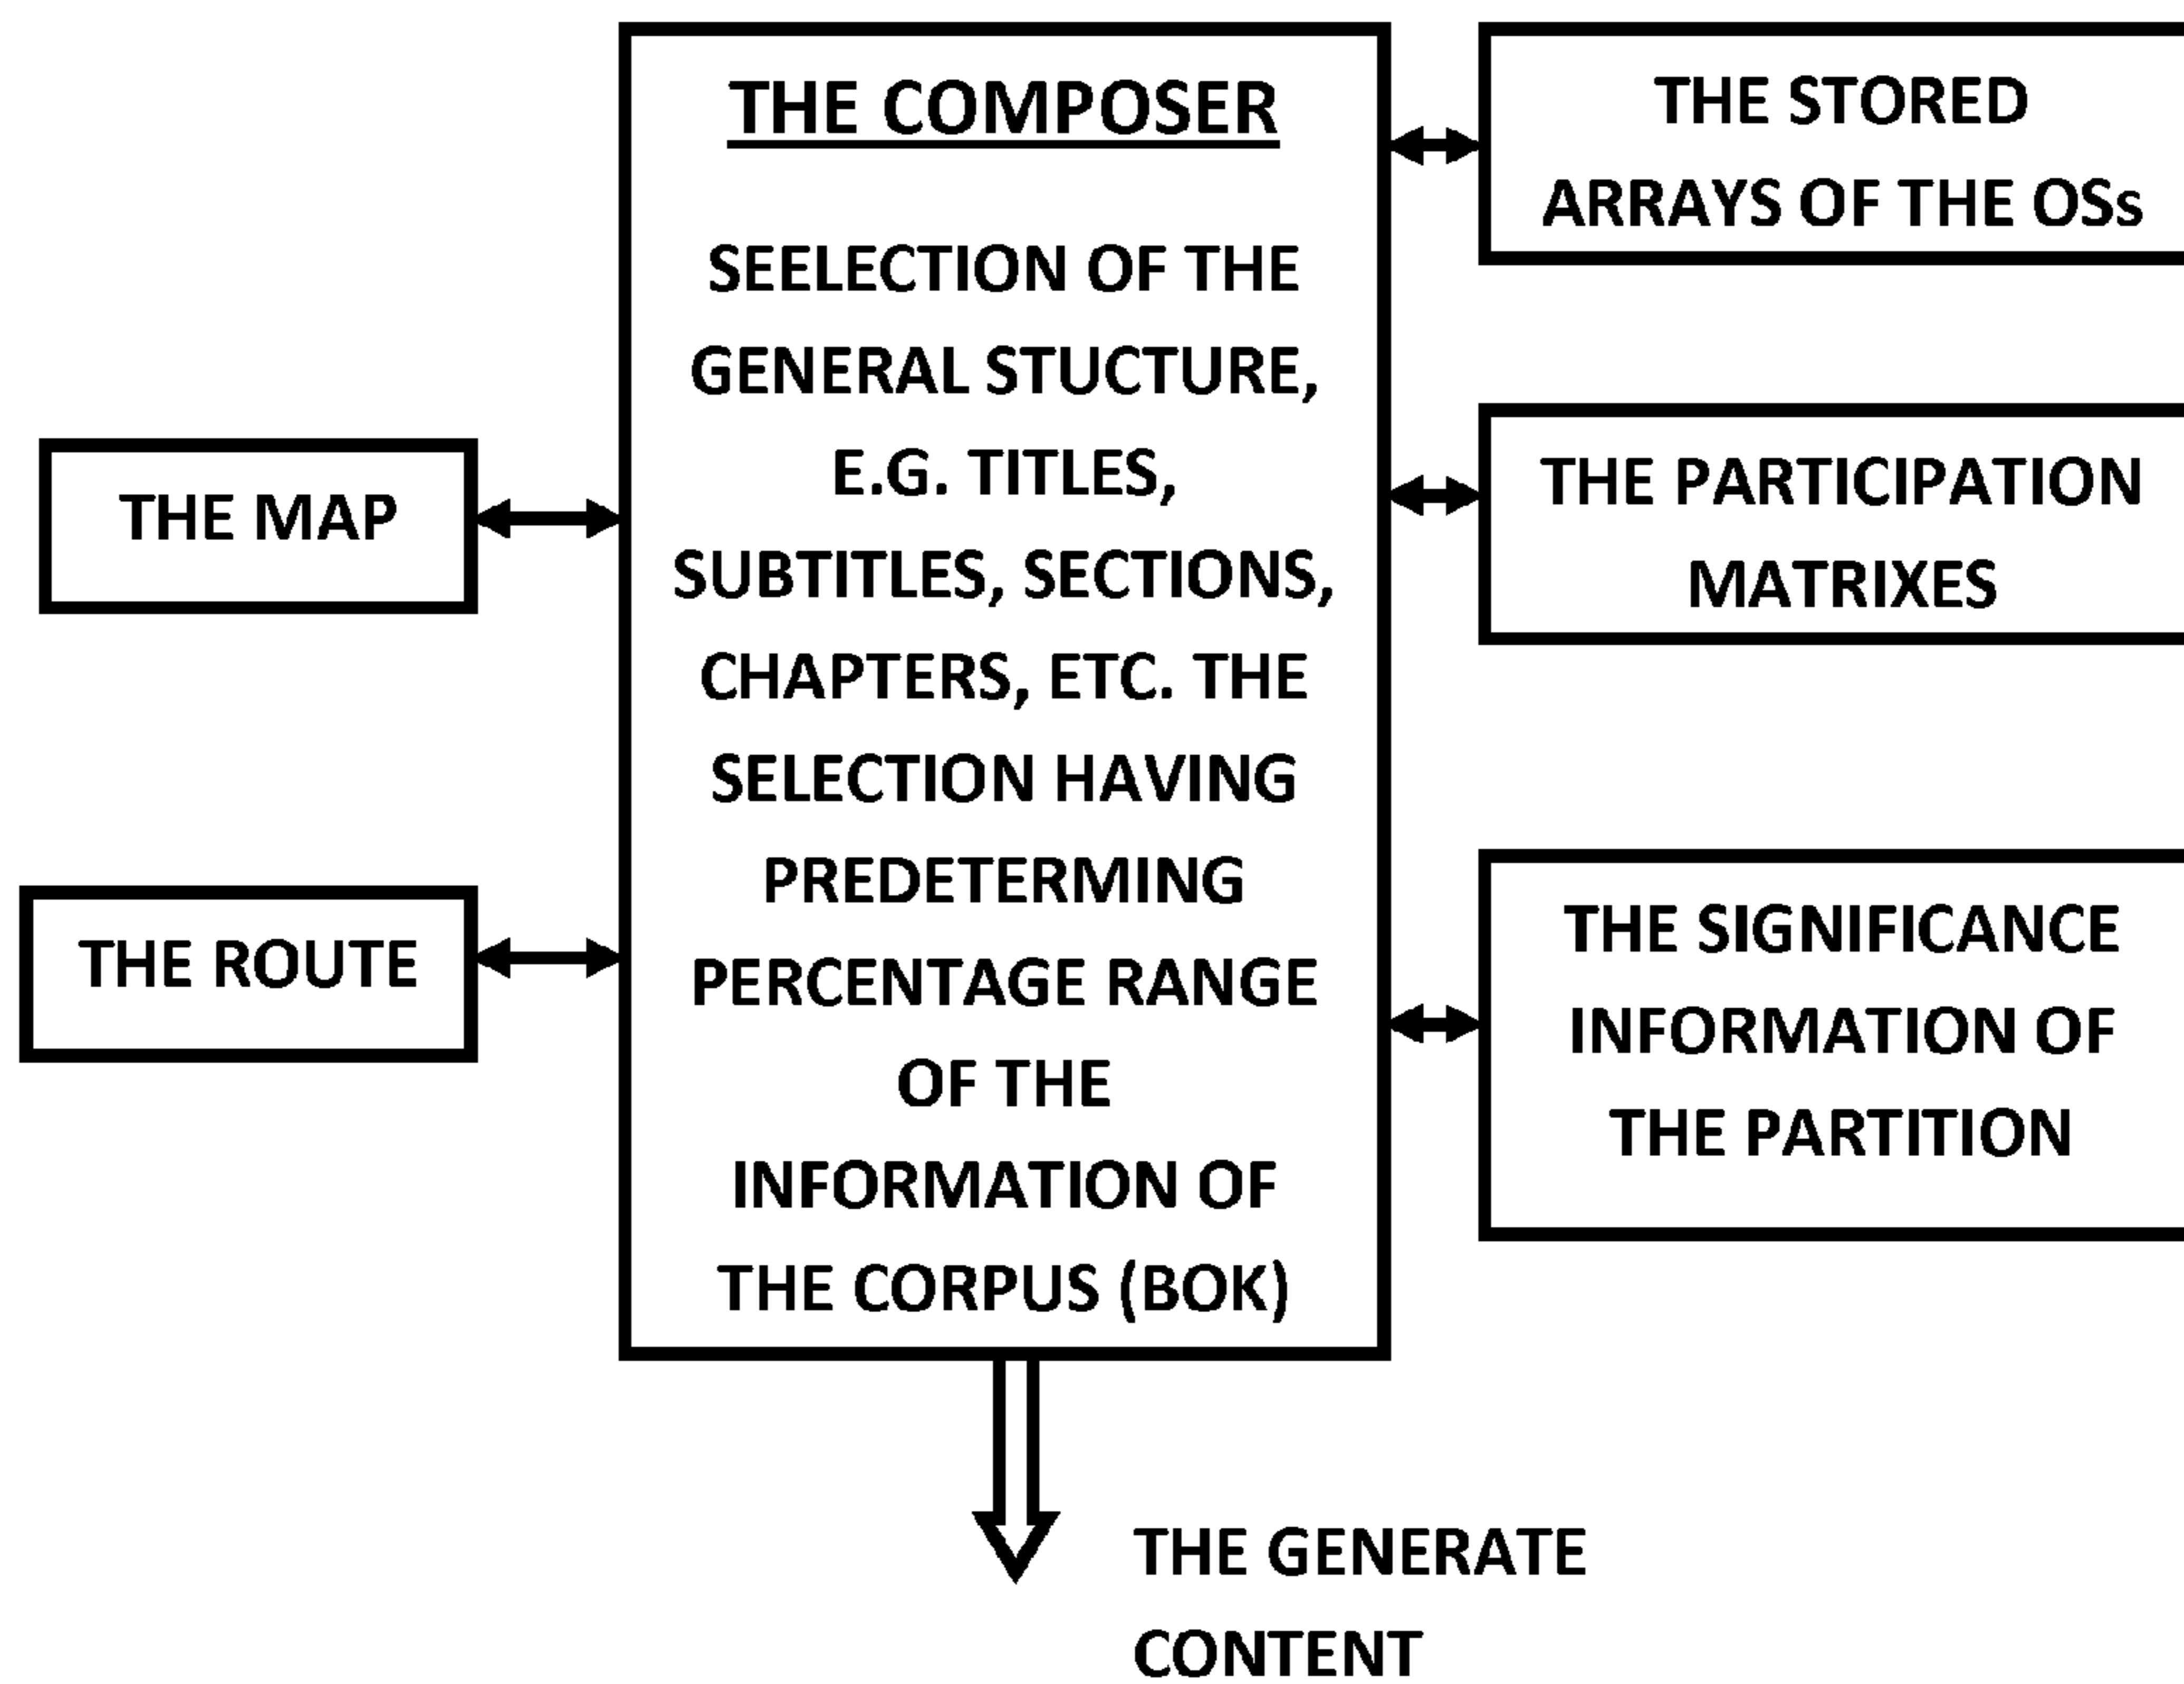 THE COMPOSER
SEELECTION OF THE
GENERAL STUCTURE,
E.G. TITLES,
SUBTITLES, SECTIONS,
CHAPTERS, ETC. THE
SELECTION HAVING
PREDETERMING
PERCENTAGE RANGE
OF THE
INFORMATION OF
THE CORPUS (BOK)
THE MAP
THE ROUTE
THE STORED
ARRAYS OF THE OSs
THE PARTICIPATION
MATRIXES
THE SIGNIFICANCE
INFORMATION OF
THE PARTITION
THE GENERATE
CONTENT